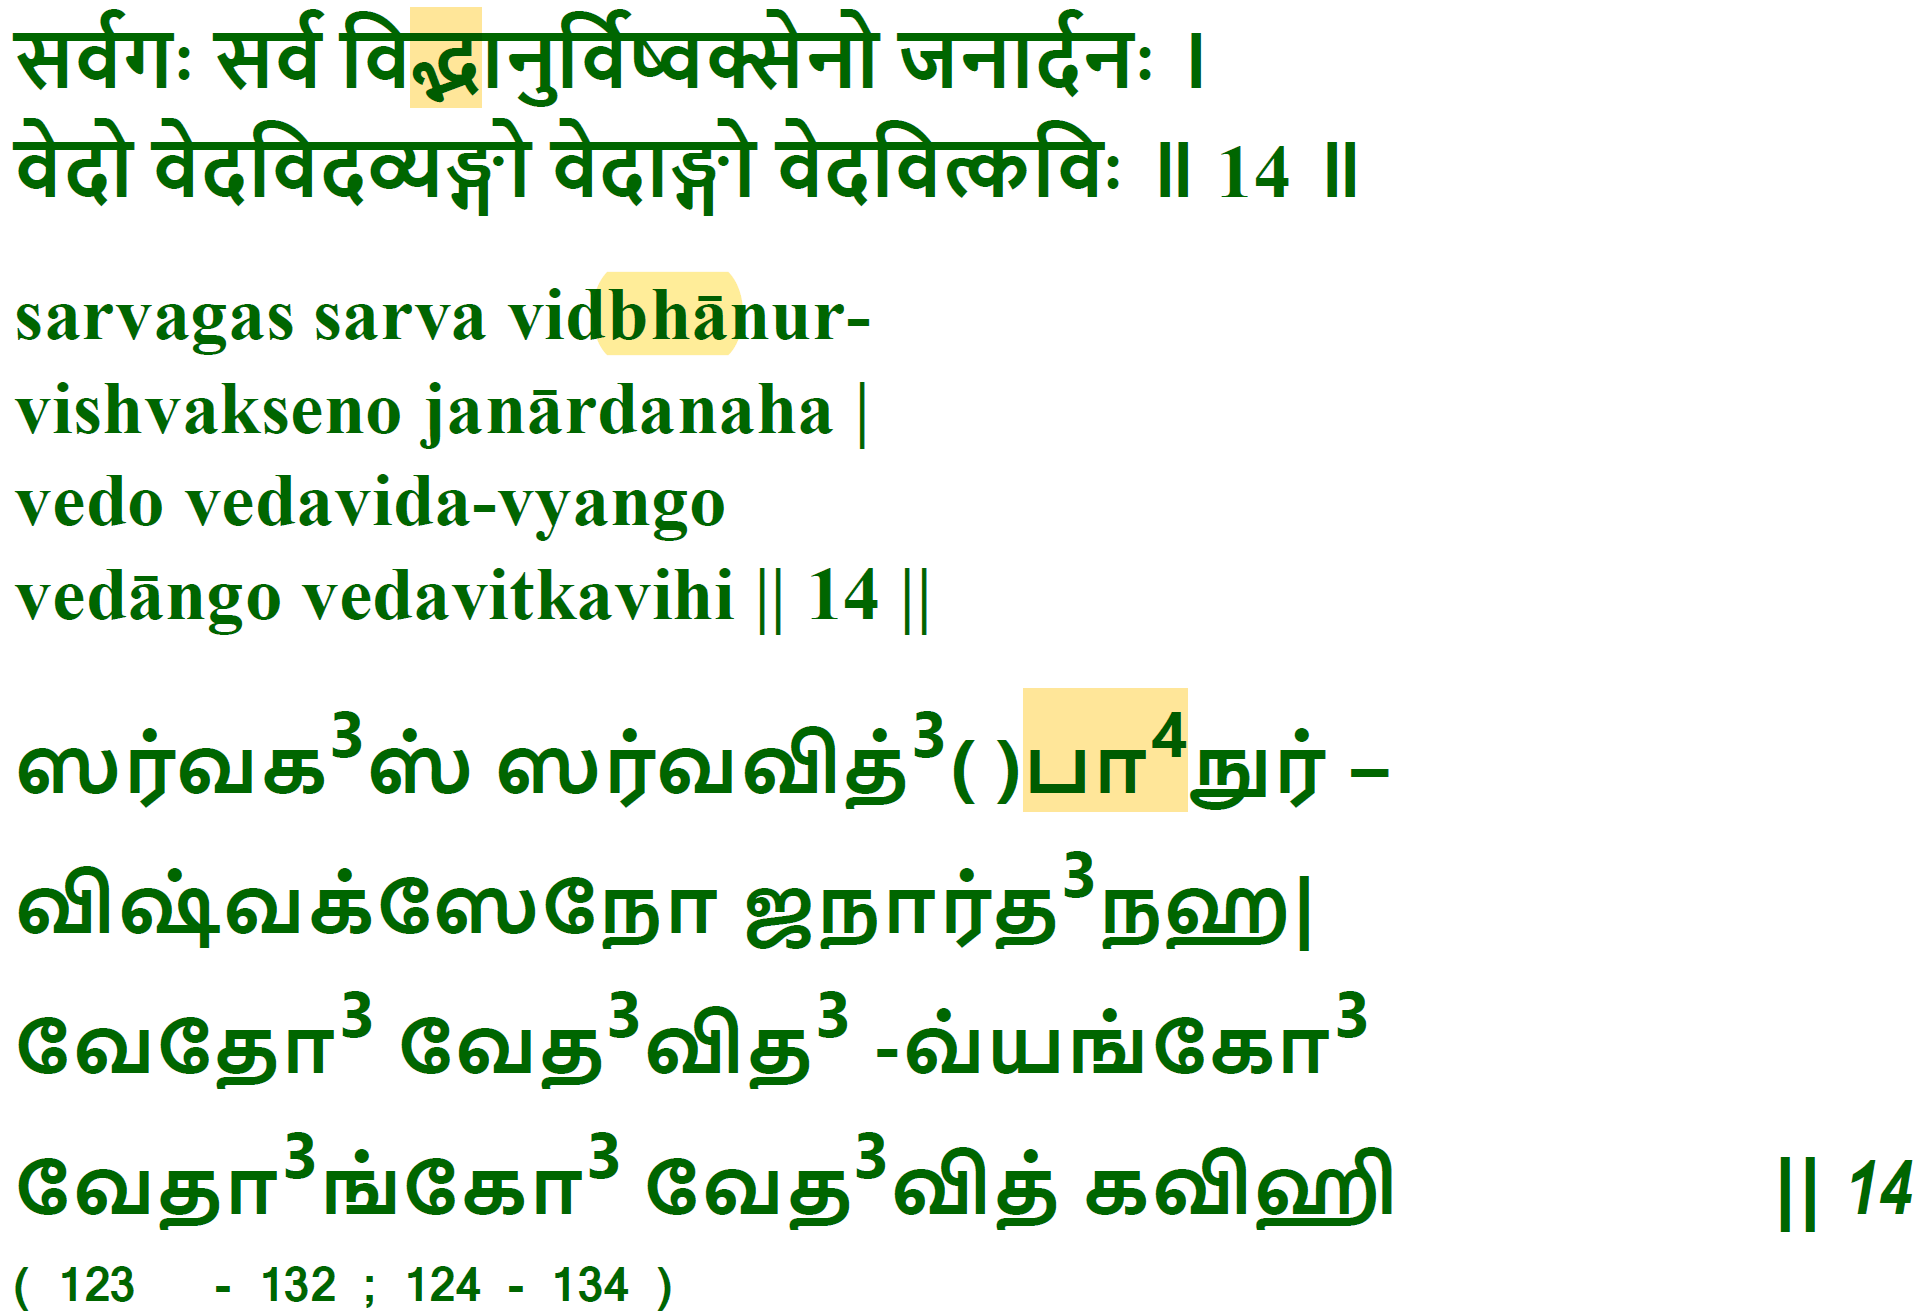 सर्वगः सर्व विद्भानुर्विष्वक्सेनो जनार्दनः ।
वेदो वेदविदव्यङ्गो वेदाङ्गो वेदवित्कविः ॥ 14 ॥
sarvagas sarva vidbhānur-
vishvakseno janārdanaha |
vedo vedavida-vyango
vedāngo vedavitkavihi || 14 ||
ஸர்வக³ஸ் ஸர்வவித்³( )பா⁴நுர் –
விஷ்வக்ஸேநோ ஜநார்த³நஹ|
வேதோ³ வேத³வித³ -வ்யங்கோ³
வேதா³ங்கோ³ வேத³வித் கவிஹி || 14
( 123 - 132 ; 124 - 134 )